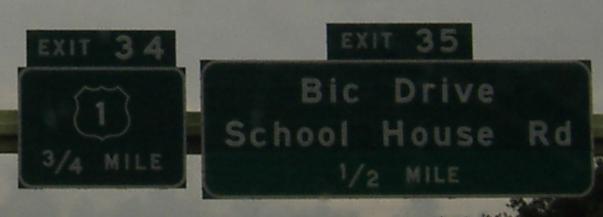 EXIT 34
1
3/4 MILE
EXIT 35
Bic Drive
School House Rd
1/2 MILE